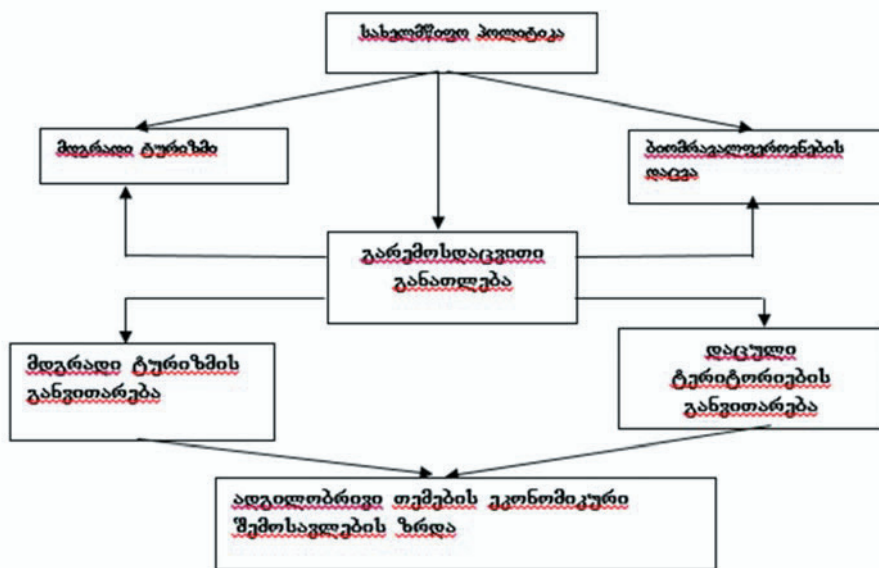 სახელმწიფო პოლიტიკა
მდგრადი ტურიზმი
ბიომრავალფეროვნების
დაცვა
გარემოსდაცვითი
განათლება
მდგრადი ტურიზმის
განვითარება
დაცული
ტერიტორიების
განვითარება
ადგილობრივი თემების ეკონომიკური
შემოსავლების ზრდა